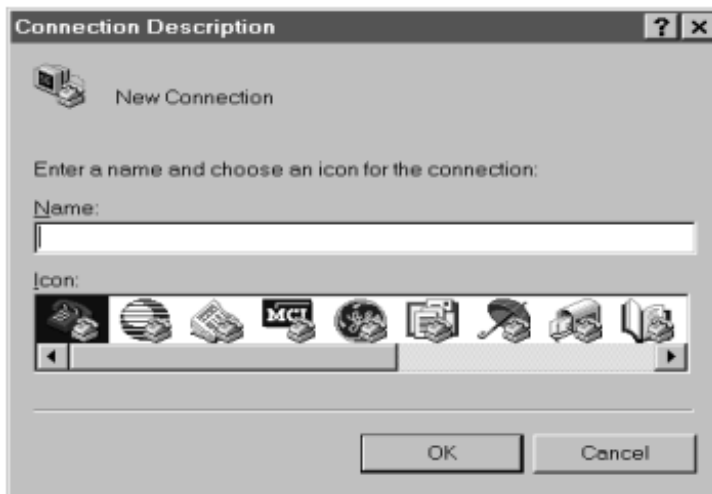 Connection Description
New Connection
Enter a name and choose an icon for the connection:
Name:
Icon:
MCI
OK
Cancel